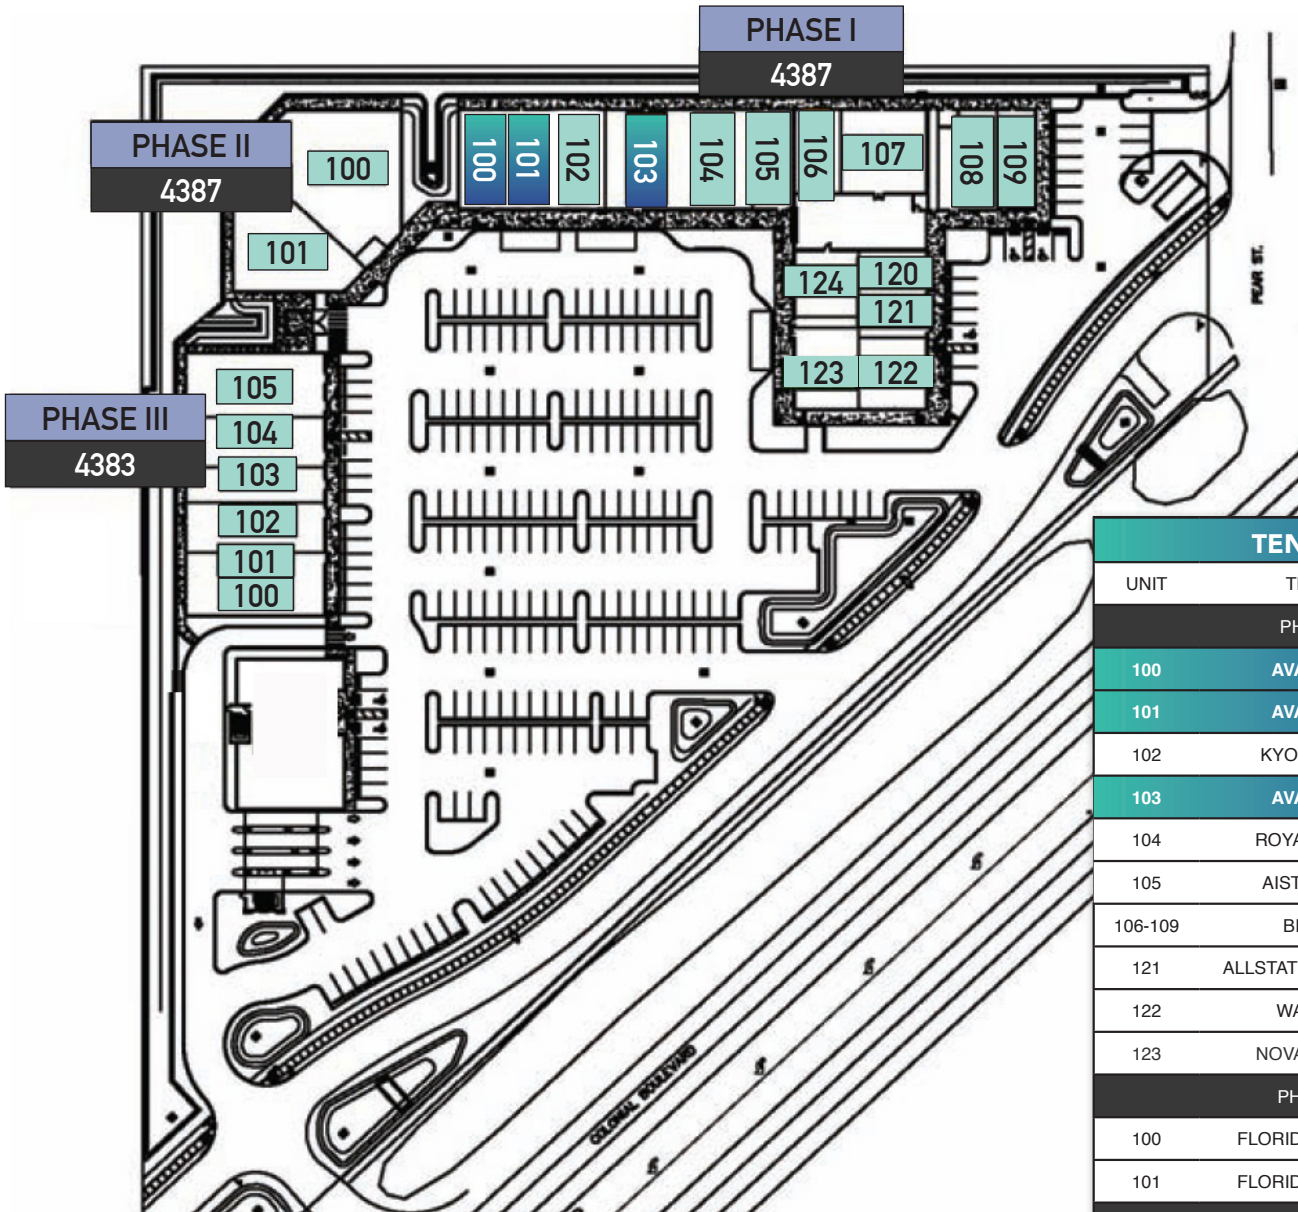 PHASE I
4387
PHASE II
4387
100
101
100
101
102
103
104
105
106
107
108
109
124
120
121
123
122
PEAR ST.
PHASE III
4383
105
104
103
102
101
100
COLONIAL BOULEVARD
TEN
UNIT
PH
100 AVA
101 AVA
102 KYO
103 AVA
104 ROYA
105 AIST
106-109
121 ALLSTAT
122 WA
123 NOVA
PH
100 FLORID
101 FLORID